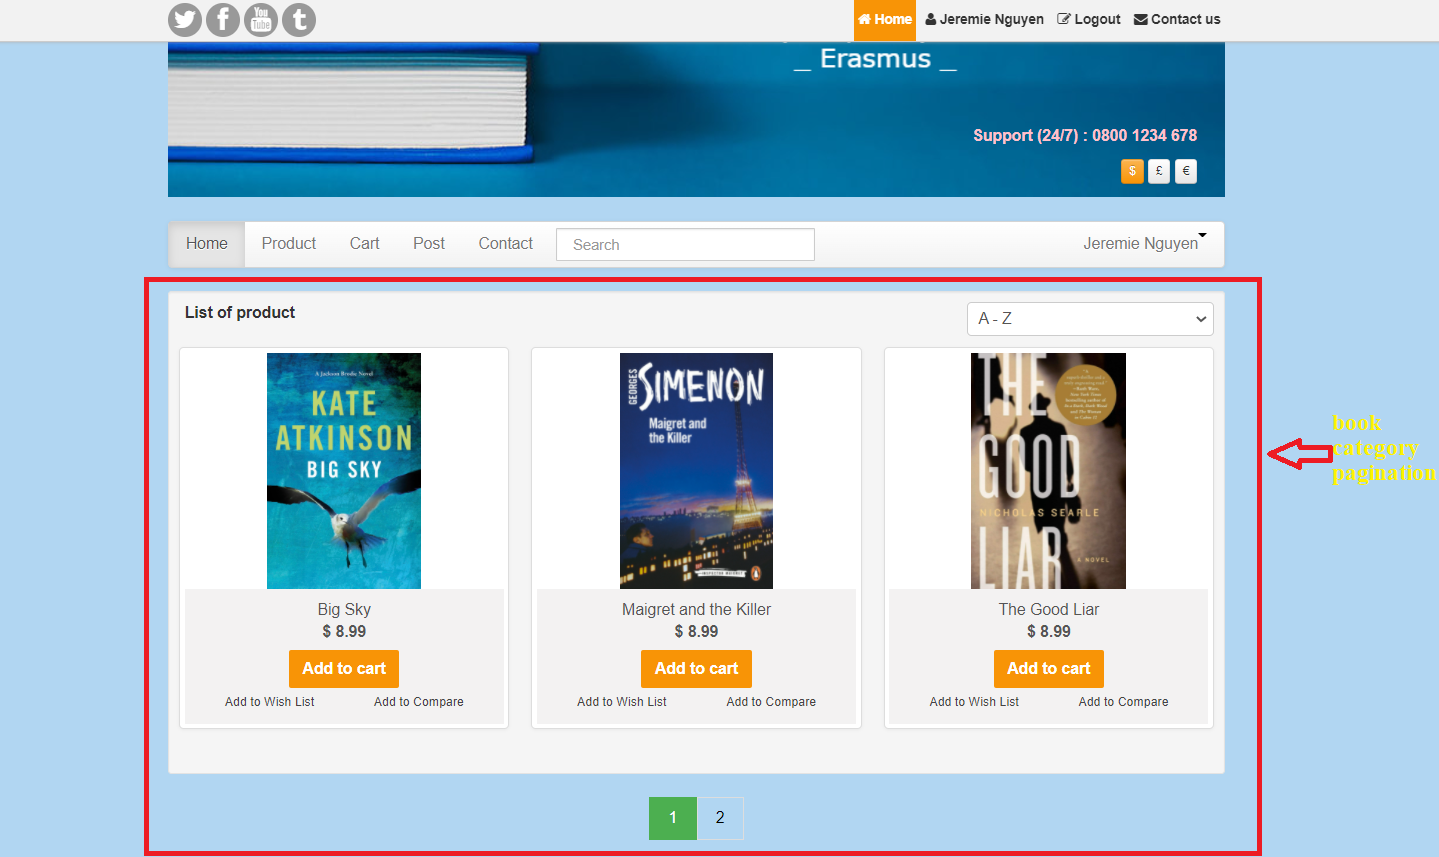 You
Tube
Home
Jeremie Nguyen
Logout
Contact us
_ Erasmus _
Support (24/7) : 0800 1234 678
$
£
€
Home
Product
Cart
Post
Contact
Search
Jeremie Nguyen
List of product
A - Z
A Jackson Brodie Novel
KATE
ATKINSON
BIG SKY
GEORGES
SIMENON
Maigret and
the Killer
INSPECTOR MAIGRET
THE
GOOD
NICHOLAS SEARLE
LIAR
A NOVEL
Big Sky
$ 8.99
Add to cart
Add to Wish List
Add to Compare
Maigret and the Killer
$ 8.99
Add to cart
Add to Wish List
Add to Compare
The Good Liar
$ 8.99
Add to cart
Add to Wish List
Add to Compare
book
category
pagination
1
2